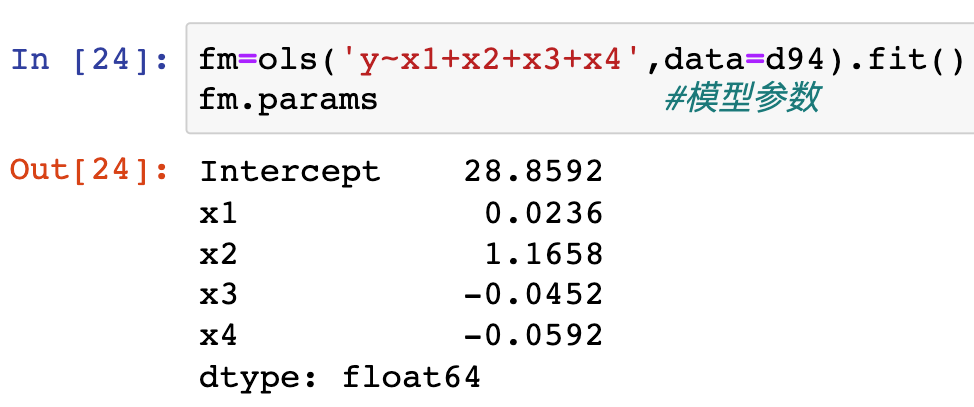 In [24]: fm=ols('y~x1+x2+x3+x4',data=d94).fit()
fm.params #模型参数
Out[24]: Intercept 28.8592
x1 0.0236
x2 1.1658
x3 -0.0452
x4 -0.0592
dtype: float64